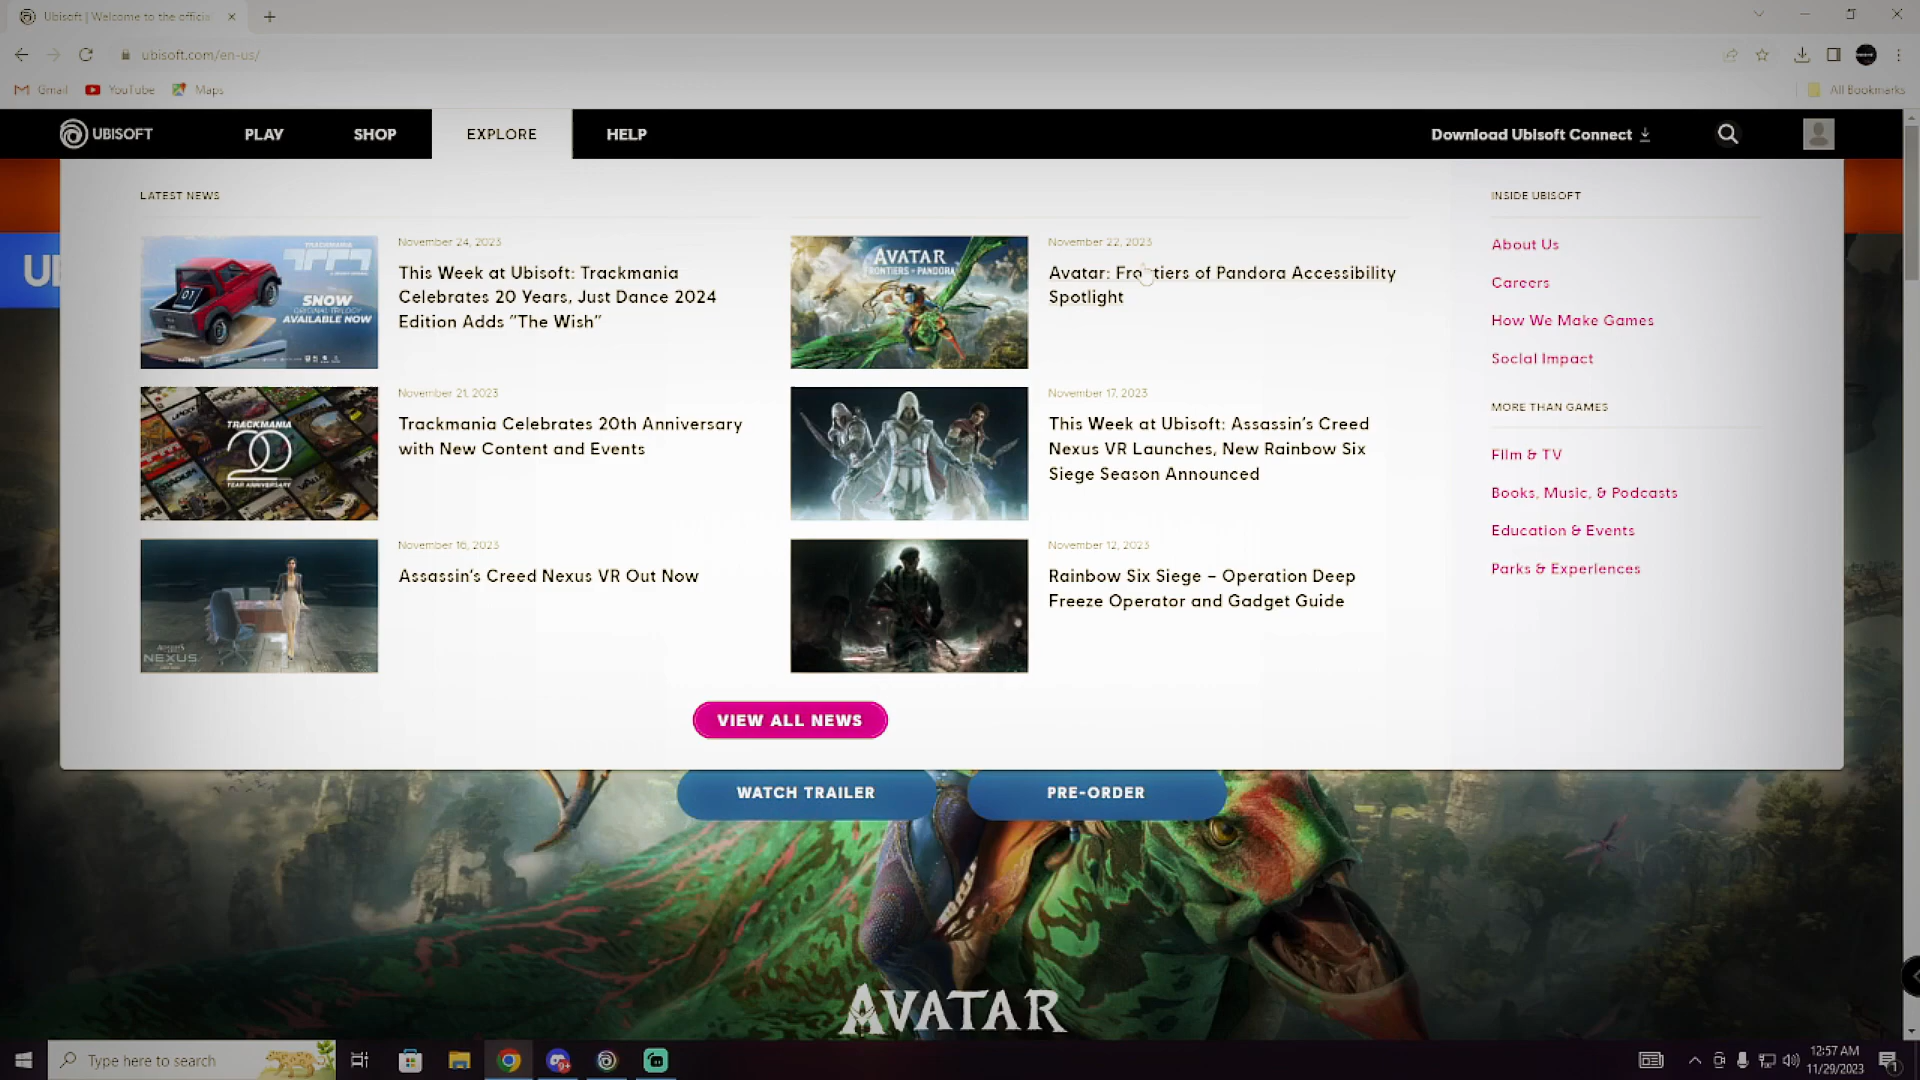 Ubisoft | Welcome to the officia
ubisoft.com/en-us/
Gmail
YouTube
Maps
All Bookmarks
UBISOFT
PLAY
SHOP
EXPLORE
HELP
Download Ubisoft Connect
LATEST NEWS
November 24, 2023
This Week at Ubisoft: Trackmania
Celebrates 20 Years, Just Dance 2024
Edition Adds "The Wish"
TRACKMANIA
01
SNOW
AVAILABLE NOW
November 22, 2023
Avatar: Frontiers of Pandora Accessibility
Spotlight
AVATAR
FRONTIERS OF PANDORA
November 21, 2023
Trackmania Celebrates 20th Anniversary
with New Content and Events
TRACKMANIA
20
YEAR ANNIVERSARY
November 17, 2023
This Week at Ubisoft: Assassin's Creed
Nexus VR Launches, New Rainbow Six
Siege Season Announced
November 16, 2023
Assassin's Creed Nexus VR Out Now
NEXUS
November 12, 2023
Rainbow Six Siege – Operation Deep
Freeze Operator and Gadget Guide
VIEW ALL NEWS
INSIDE UBISOFT
About Us
Careers
How We Make Games
Social Impact
MORE THAN GAMES
Film & TV
Books, Music, & Podcasts
Education & Events
Parks & Experiences
UB
WATCH TRAILER
PRE-ORDER
AVATAR
Type here to search
9+
12:57 AM
11/29/2023
1